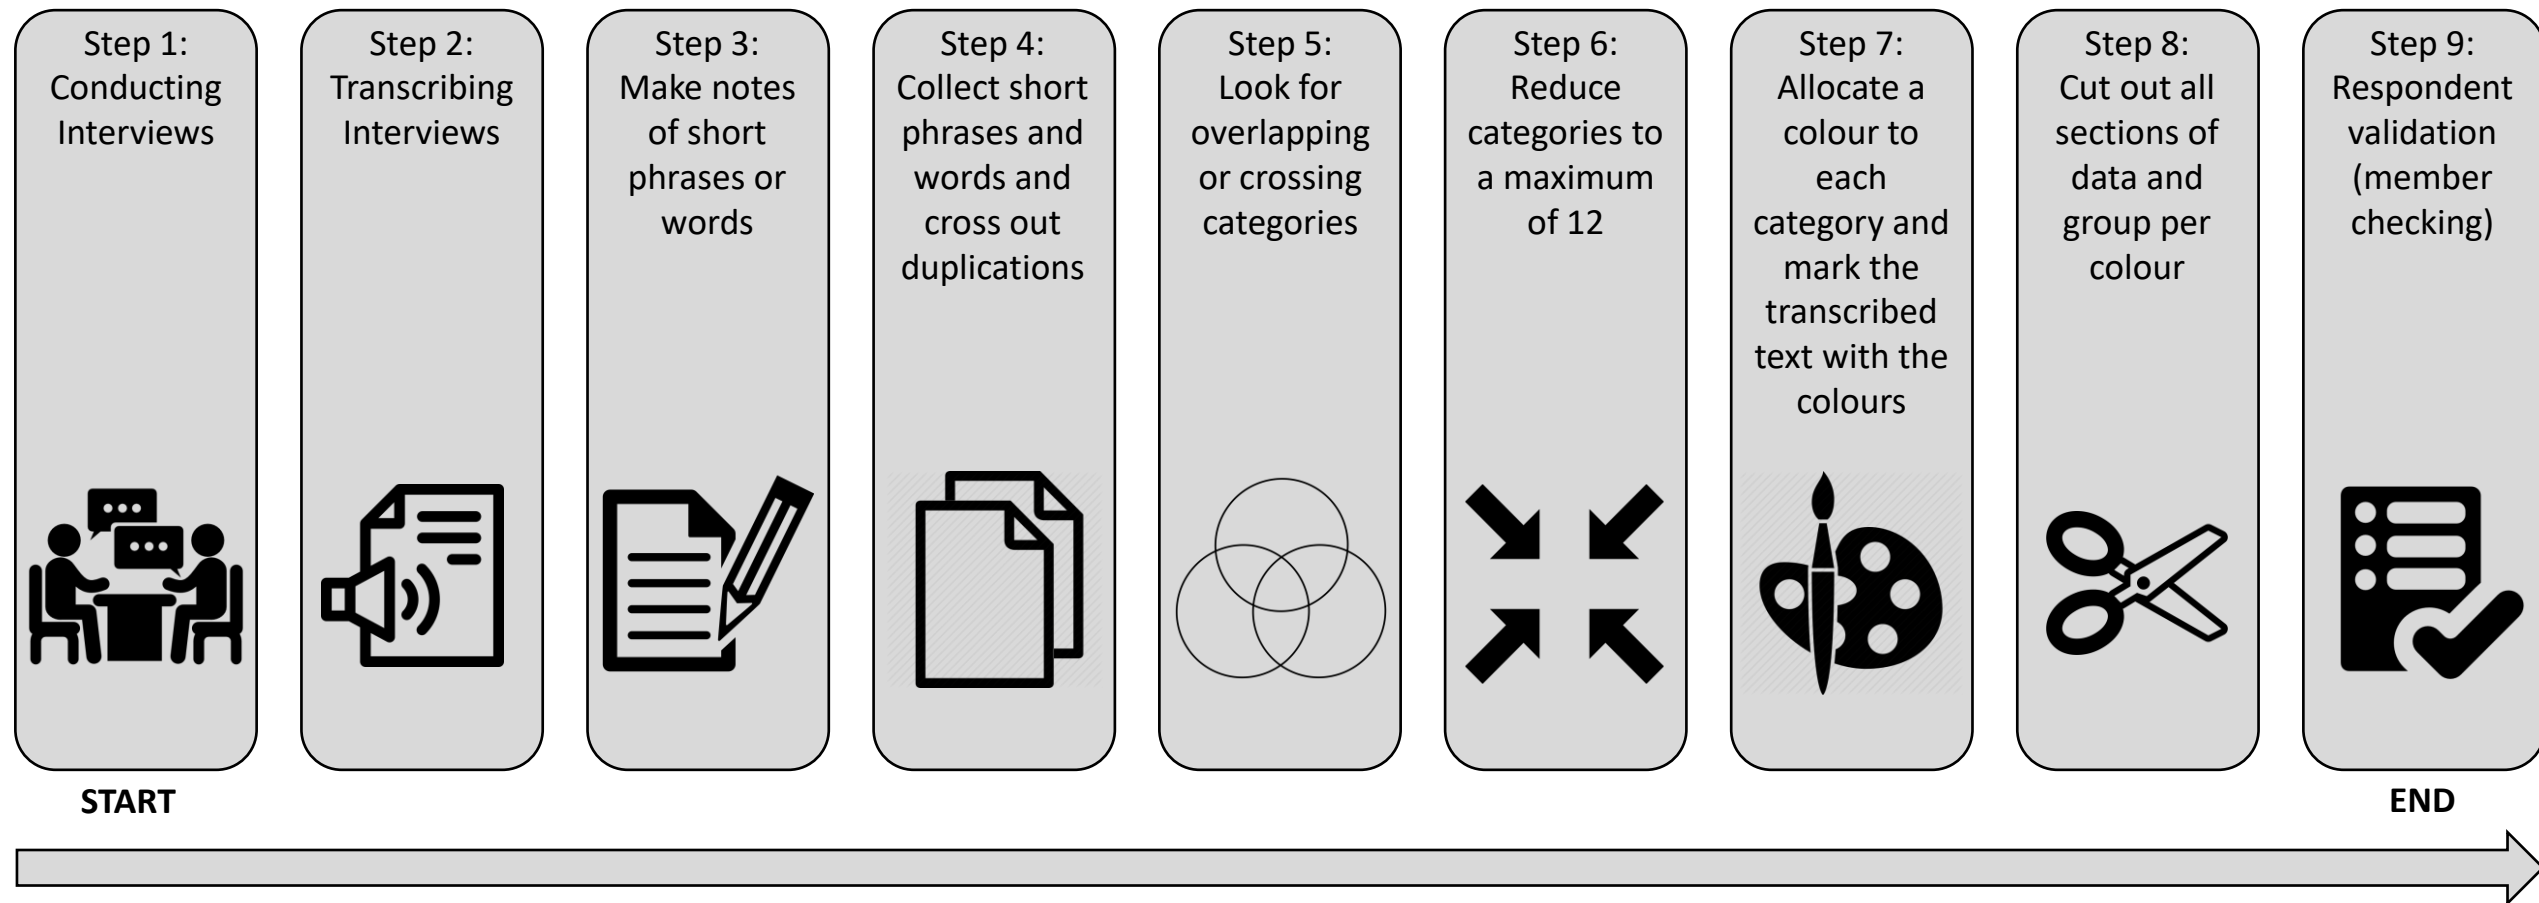 Step 1:
Conducting
Interviews
Step 2:
Transcribing
Interviews
Step 3:
Make notes
of short
phrases or
words
Step 4:
Collect short
phrases and
words and
cross out
duplications
Step 5:
Look for
overlapping
or crossing
categories
Step 6:
Reduce
categories to
a maximum
of 12
Step 7:
Allocate a
colour to
each
category and
mark the
transcribed
text with the
colours
Step 8:
Cut out all
sections of
data and
group per
colour
Step 9:
Respondent
validation
(member
checking)
START
END